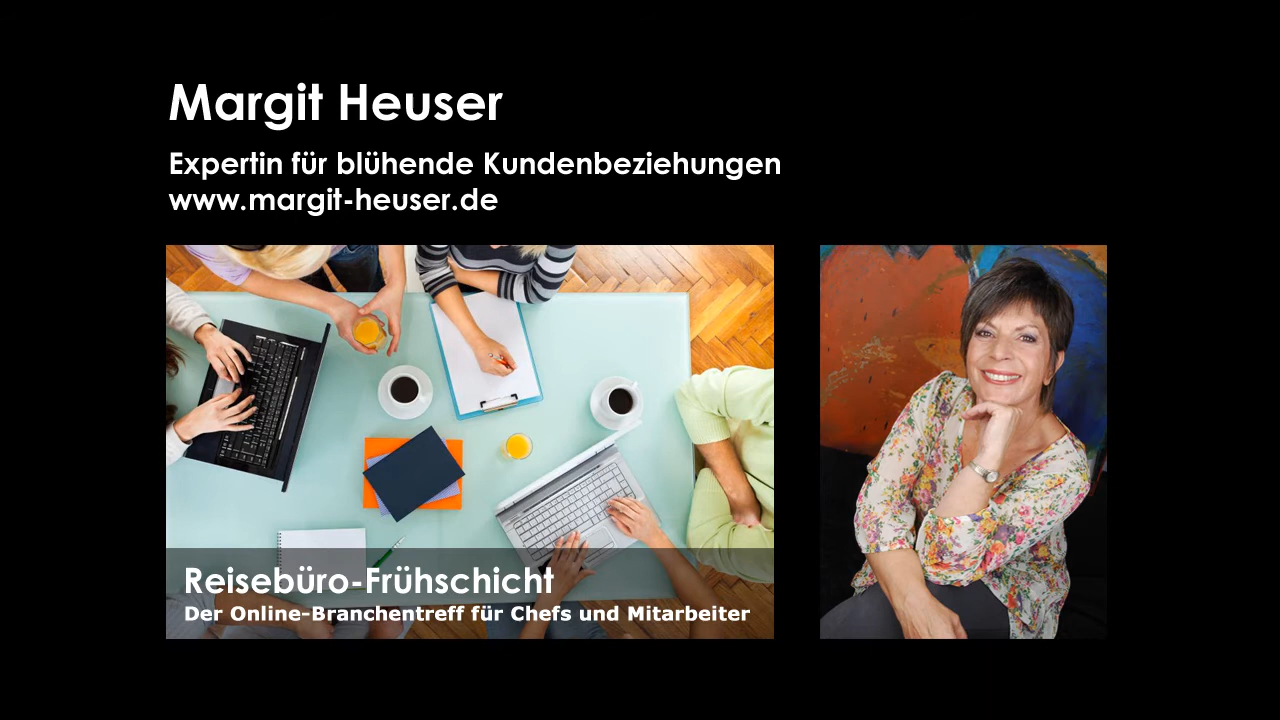 Margit Heuser
Expertin für blühende Kundenbeziehungen
www.margit-heuser.de
Reisebüro-Frühschicht
Der Online-Branchentreff für Chefs und Mitarbeiter